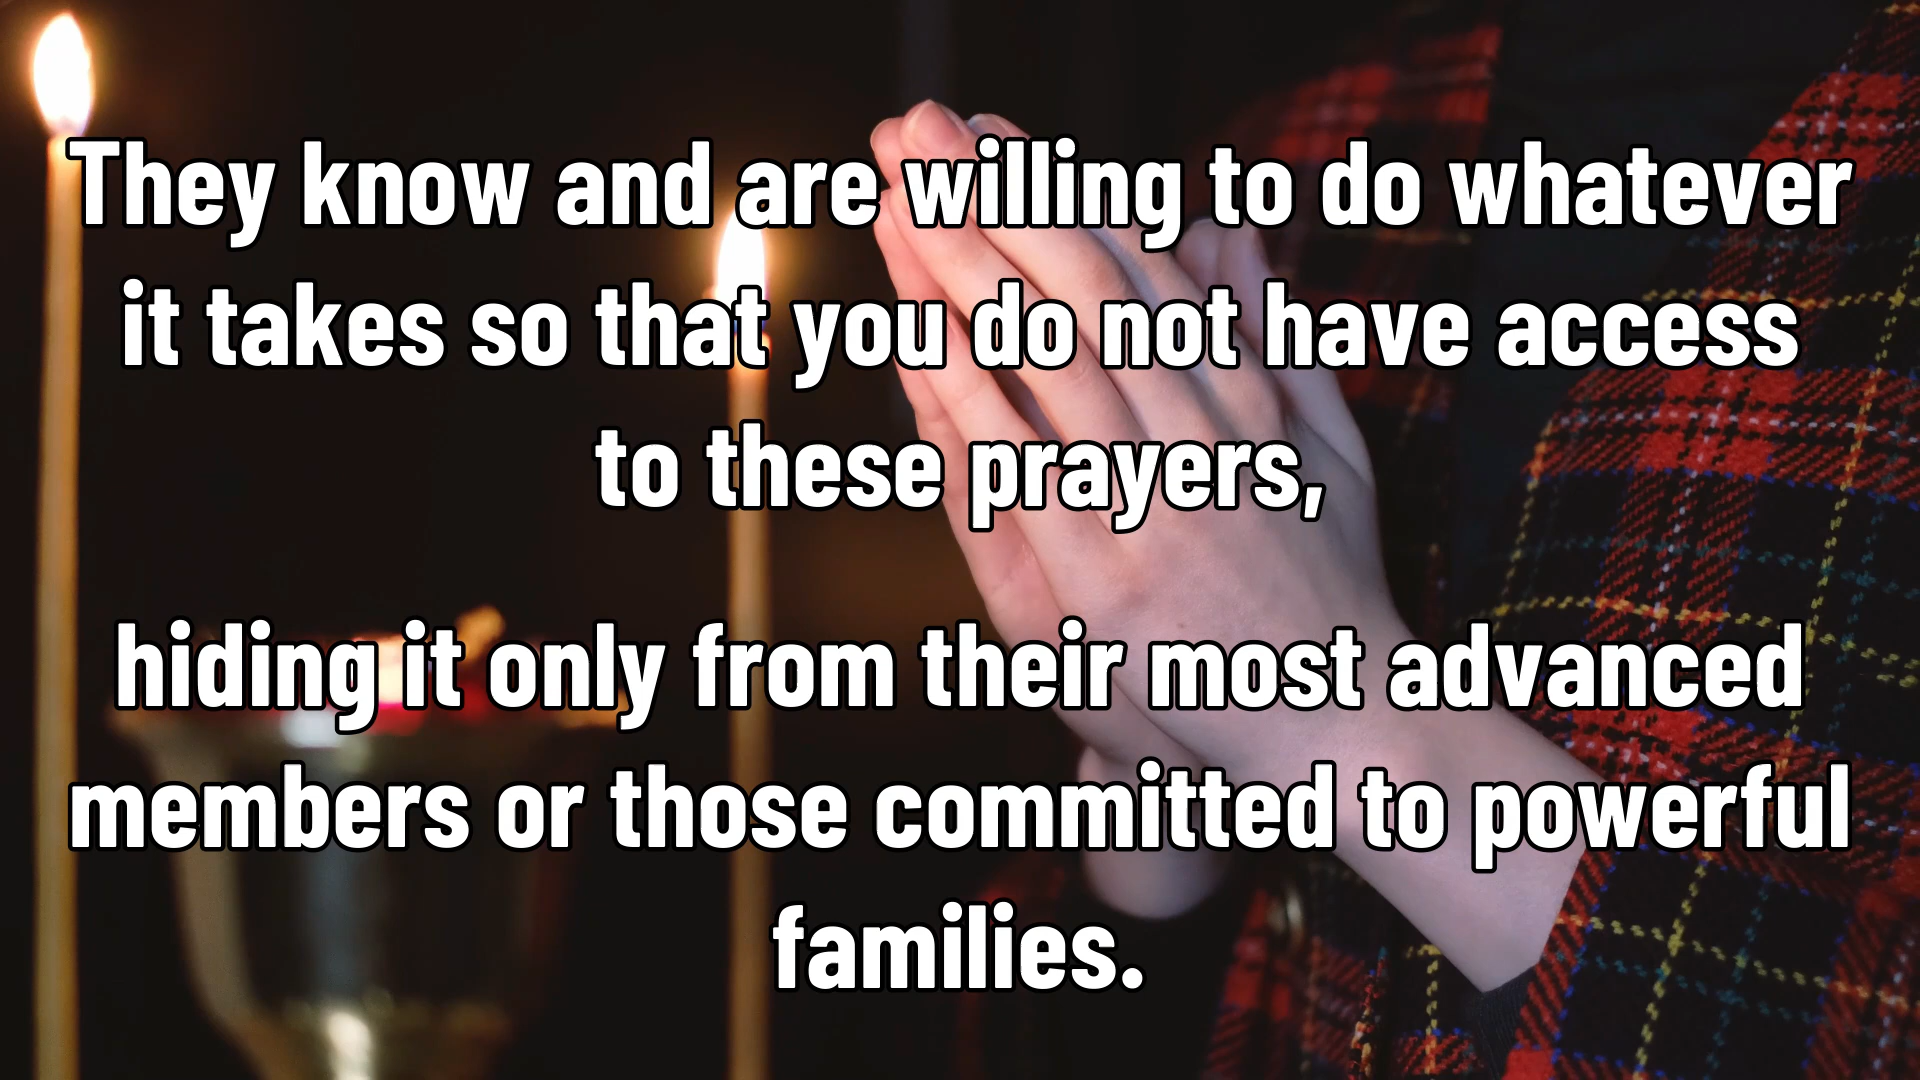 They know and are willing to do whatever
it takes so that you do not have access
to these prayers,
hiding it only from their most advanced
members or those committed to powerful
families.